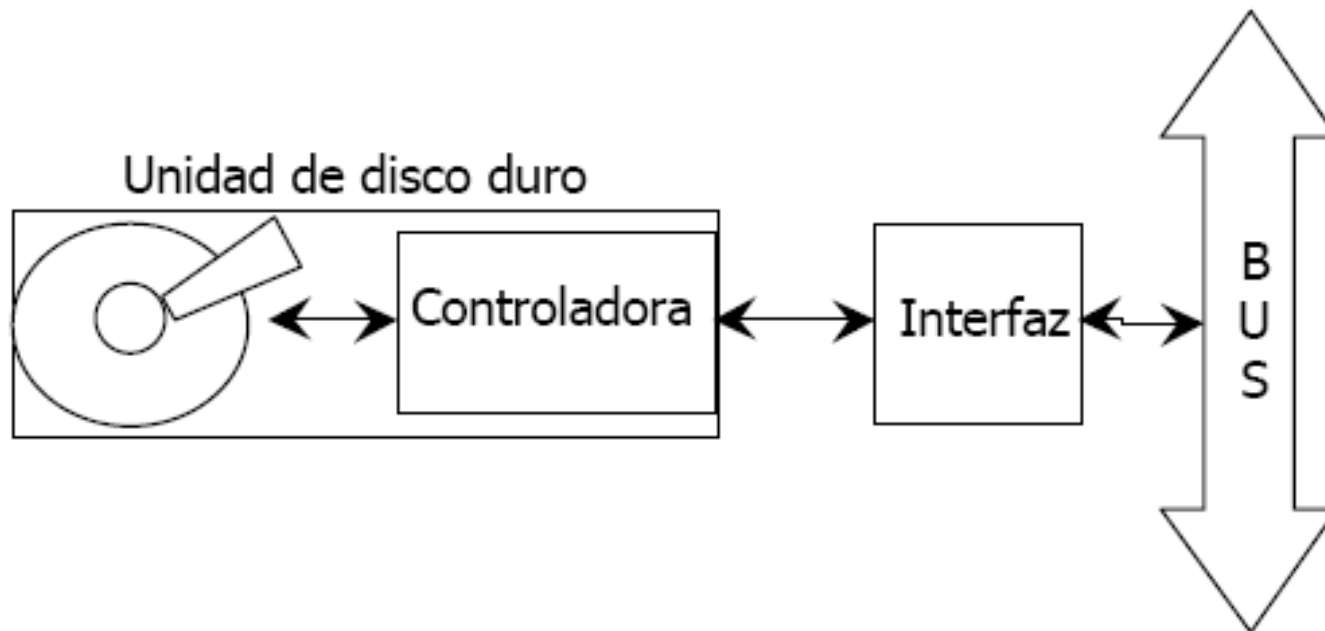 Unidad de disco duro
Controladora
Interfaz
B
U
S